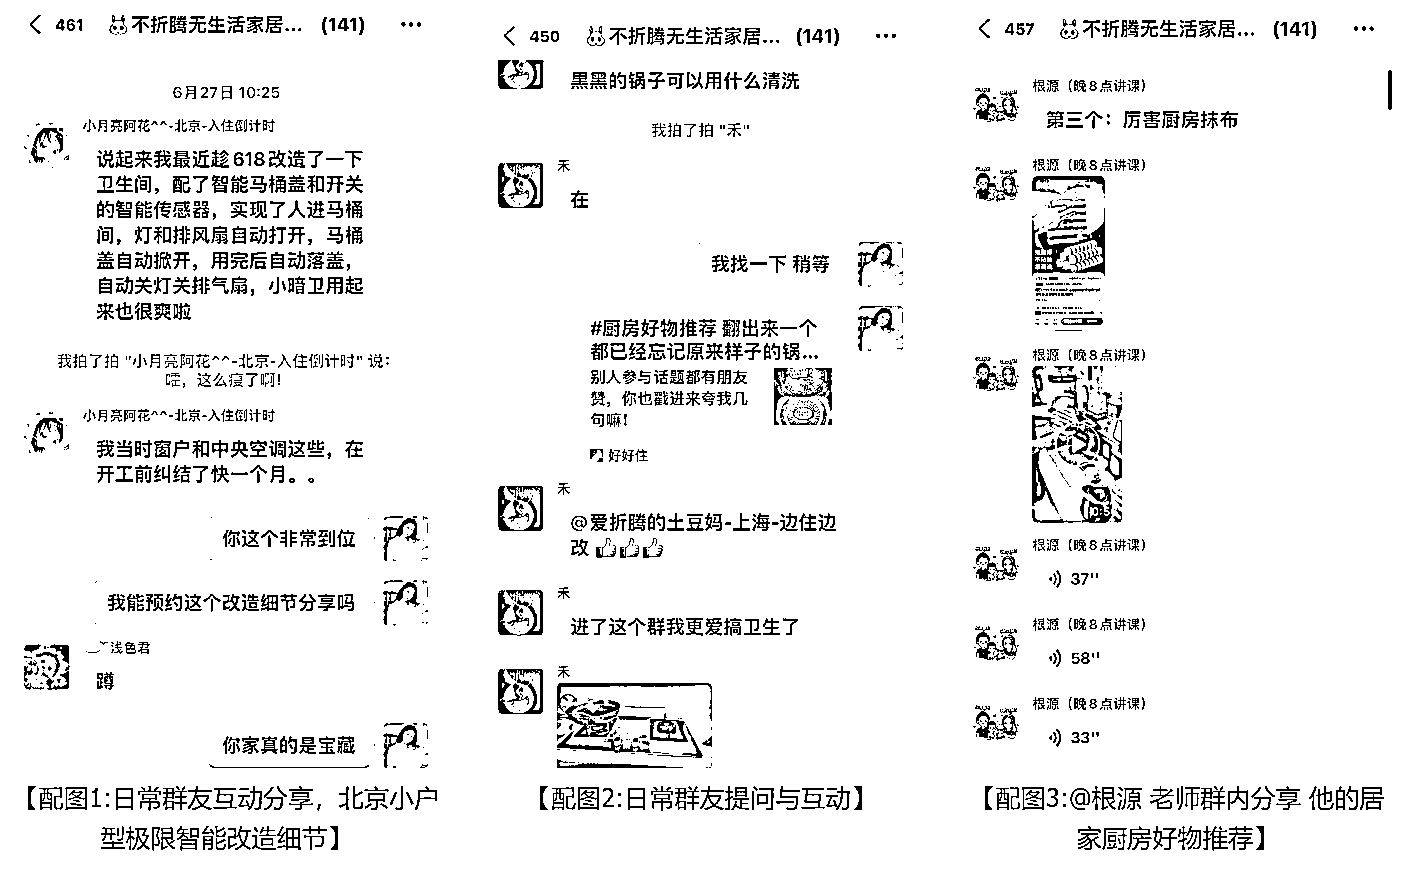 461 不折腾无生活家居... (141)
6月27日 10:25
小月亮阿花^^-北京-入住倒计时
说起来我最近趁618改造了一下
卫生间，配了智能马桶盖和开关
的智能传感器，实现了人进马桶
间，灯和排风扇自动打开，马桶
盖自动掀开，用完后自动落盖，
自动关灯关排气扇，小暗卫用起
来也很爽啦
我拍了拍 "小月亮阿花^^-北京-入住倒计时" 说：
喔，这么瘦了啊！
小月亮阿花^^-北京-入住倒计时
我当时窗户和中央空调这些，在
开工前纠结了快一个月。。
你这个非常到位
我能预约这个改造细节分享吗
浅色君
蹲
你家真的是宝藏
【配图1:日常群友互动分享，北京小户
型极限智能改造细节】
450 不折腾无生活家居... (141)
黑黑的锅子可以用什么清洗
我拍了拍 "禾"
禾
在
我找一下 稍等
#厨房好物推荐 翻出来一个
都已经忘记原来样子的锅...
别人参与话题都有朋友
赞，你也戳进来夸我几
句嘛！
好好住
禾
@爱折腾的土豆妈-上海-边住边
改 👍👍👍
禾
进了这个群我更爱搞卫生了
禾
【配图2:日常群友提问与互动】
457 不折腾无生活家居... (141)
根源（晚8点讲课）
第三个：厉害厨房抹布
根源（晚8点讲课）
根源（晚8点讲课）
根源（晚8点讲课）
37''
根源（晚8点讲课）
58''
根源（晚8点讲课）
33''
【配图3:@根源 老师群内分享 他的居
家厨房好物推荐】